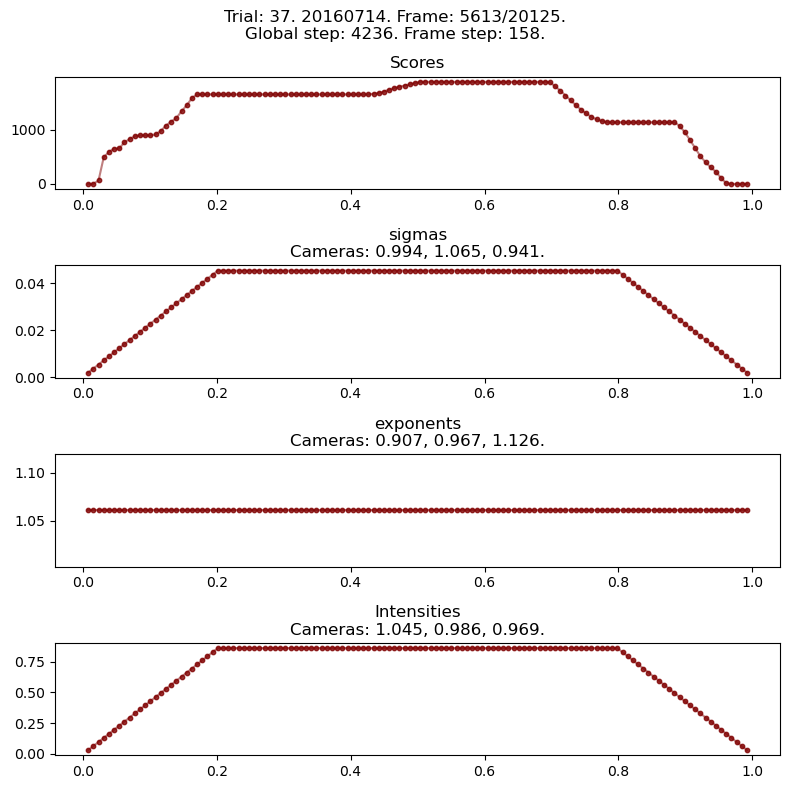 Trial: 37. 20160714. Frame: 5613/20125.
Global step: 4236. Frame step: 158.
Scores
1000
0
0.0 0.2 0.4 0.6 0.8 1.0
sigmas
Cameras: 0.994, 1.065, 0.941.
0.04
0.02
0.00
0.0 0.2 0.4 0.6 0.8 1.0
exponents
Cameras: 0.907, 0.967, 1.126.
1.10
1.05
0.0 0.2 0.4 0.6 0.8 1.0
Intensities
Cameras: 1.045, 0.986, 0.969.
0.75
0.50
0.25
0.00
0.0 0.2 0.4 0.6 0.8 1.0